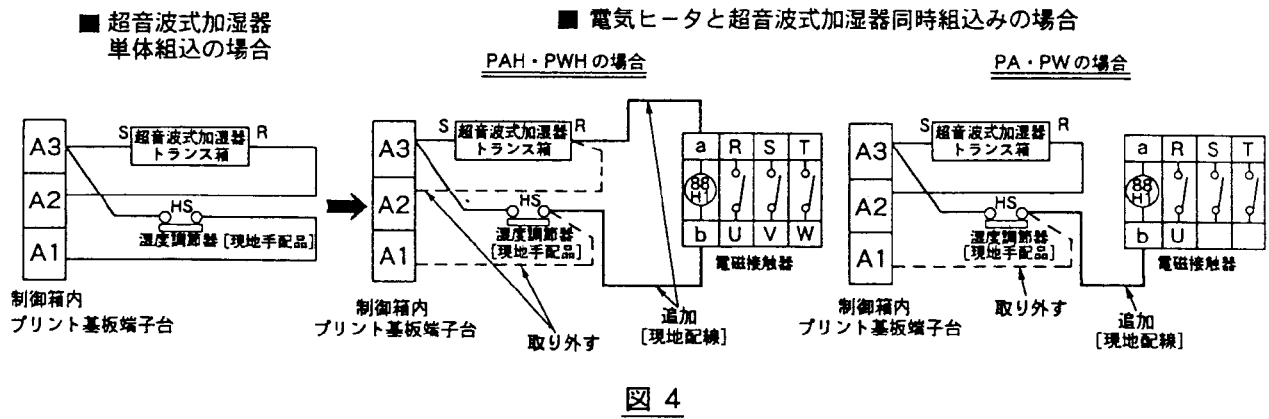 ■ 超音波式加湿器
単体組込の場合
A3
A2
A1
S
超音波式加湿器
トランス箱
R
HS
湿度調節器 [現地手配品]
制御箱内
プリント基板端子台
■ 電気ヒータと超音波式加湿器同時組込みの場合
PAH・PWHの場合
A3
A2
A1
S
超音波式加湿器
トランス箱
R
HS
湿度調節器
[現地手配品]
a R S T
88
H1
b U V W
電磁接触器
制御箱内
プリント基板端子台
取り外す
追加
[現地配線]
PA・PWの場合
A3
A2
A1
S
超音波式加湿器
トランス箱
R
HS
湿度調節器
[現地手配品]
a R S T
88
H1
b U
電磁接触器
制御箱内
プリント基板端子台
取り外す
追加
[現地配線]
図 4